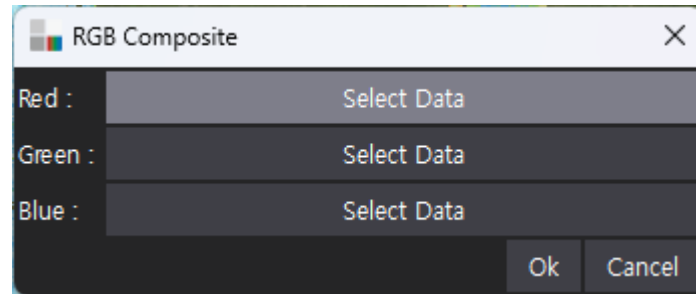 RGB Composite
Red : Select Data
Green : Select Data
Blue : Select Data
Ok Cancel